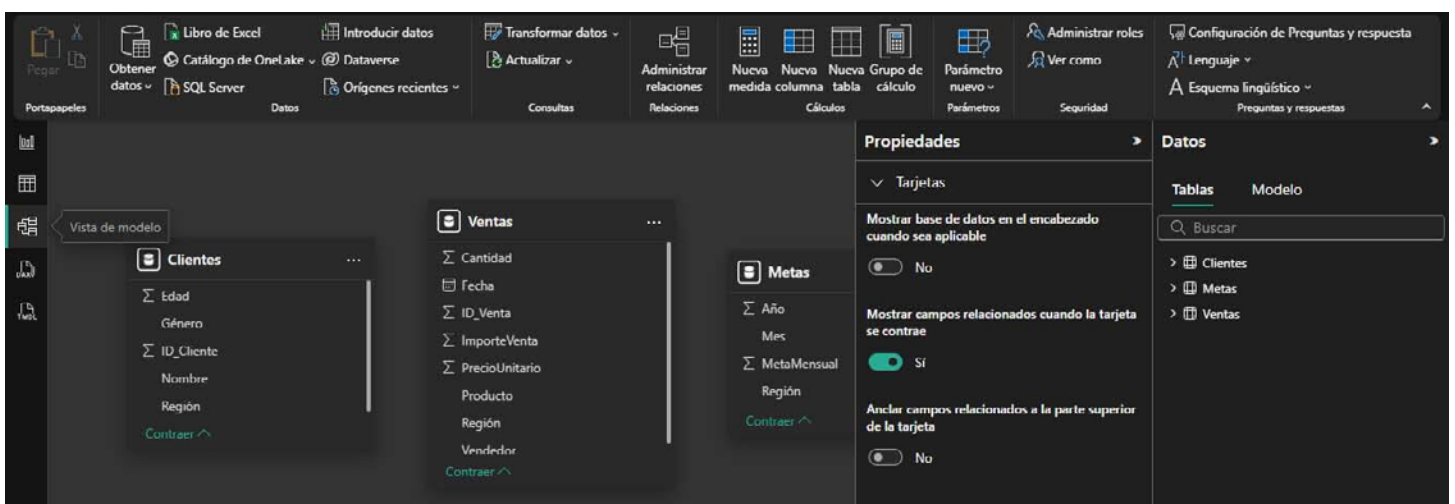 Pegar
Portapapeles
Obtener
datos
Libro de Excel
Catálogo de OneLake
SQL Server
Introducir datos
Dataverse
Orígenes recientes
Datos
Transformar datos
Actualizar
Consultas
Administrar
relaciones
Relaciones
Nueva
medida
Nueva
columna
Nueva
tabla
Grupo de
cálculo
Cálculos
Parámetro
nuevo
Parámetros
Administrar roles
Ver como
Seguridad
Configuración de Preguntas y respuesta
Lenguaje
Esquema lingüístico
Preguntas y respuestas
DAX
TMDL
Vista de modelo
Clientes
...
Σ Edad
Género
Σ ID_Cliente
Nombre
Región
Contraer
Ventas
...
Σ Cantidad
Fecha
Σ ID_Venta
Σ ImporteVenta
Σ PrecioUnitario
Producto
Región
Vendedor
Contraer
Metas
Σ Año
Mes
Σ MetaMensual
Región
Contraer
Propiedades
Tarjetas
Mostrar base de datos en el encabezado
cuando sea aplicable
No
Mostrar campos relacionados cuando la tarjeta
se contrae
Sí
Anclar campos relacionados a la parte superior
de la tarjeta
No
Datos
Tablas Modelo
Buscar
Clientes
Metas
Ventas